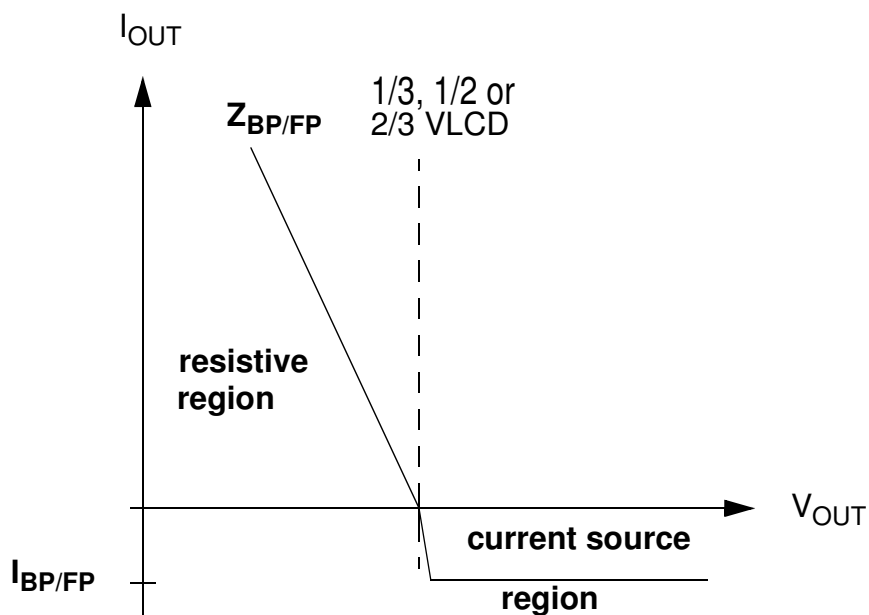 IOUT
1/3, 1/2 or
2/3 VLCD
ZBP/FP
resistive
region
VOUT
current source
IBP/FP
region